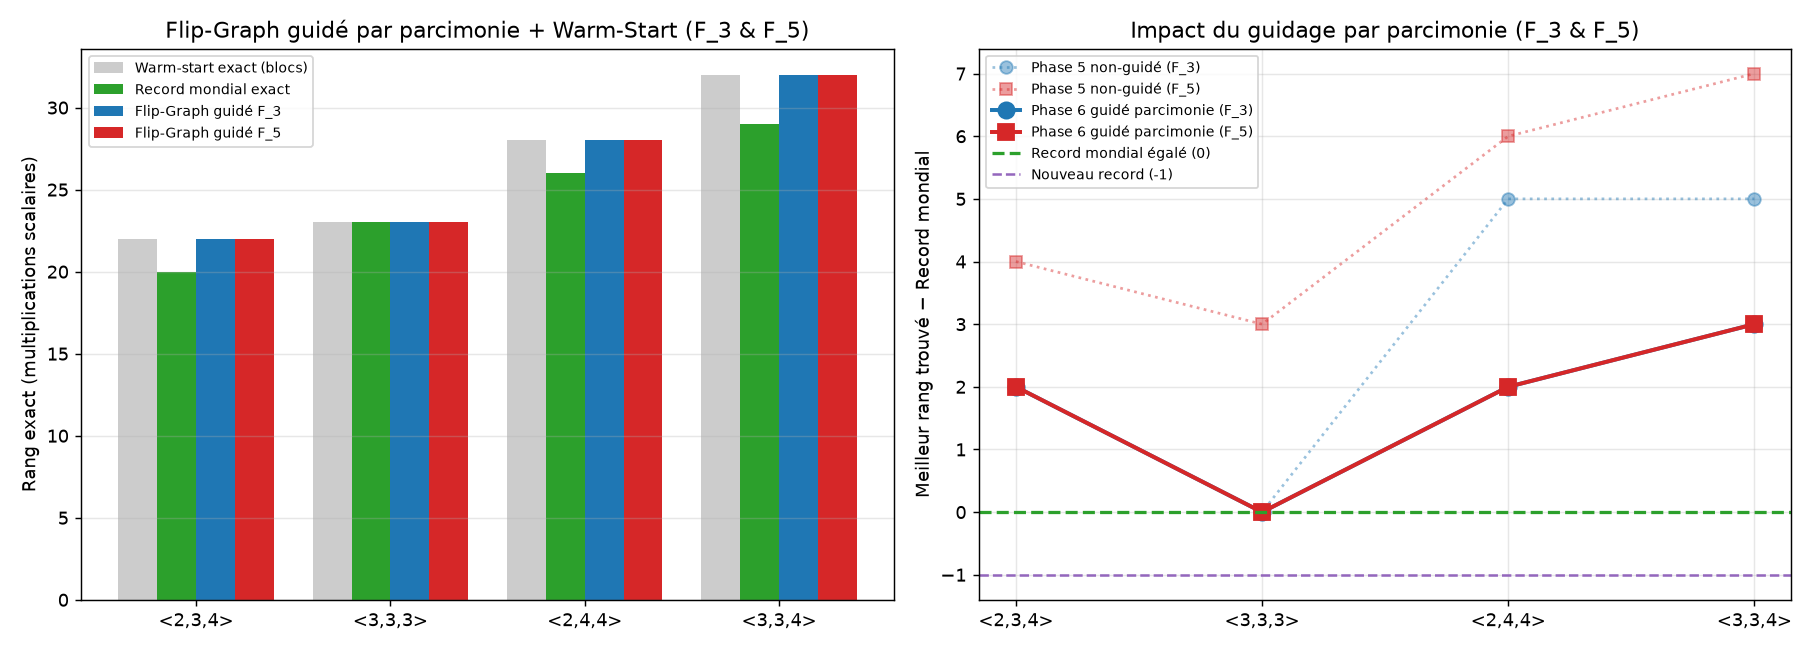 Flip-Graph guidé par parcimonie + Warm-Start (F_3 & F_5)
Warm-start exact (blocs)
Record mondial exact
Flip-Graph guidé F_3
Flip-Graph guidé F_5
Rang exact (multiplications scalaires)
30
25
20
15
10
5
0
<2,3,4>
<3,3,3>
<2,4,4>
<3,3,4>
Impact du guidage par parcimonie (F_3 & F_5)
Phase 5 non-guidé (F_3)
Phase 5 non-guidé (F_5)
Phase 6 guidé parcimonie (F_3)
Phase 6 guidé parcimonie (F_5)
Record mondial égalé (0)
Nouveau record (-1)
Meilleur rang trouvé − Record mondial
7
6
5
4
3
2
1
0
−1
<2,3,4>
<3,3,3>
<2,4,4>
<3,3,4>